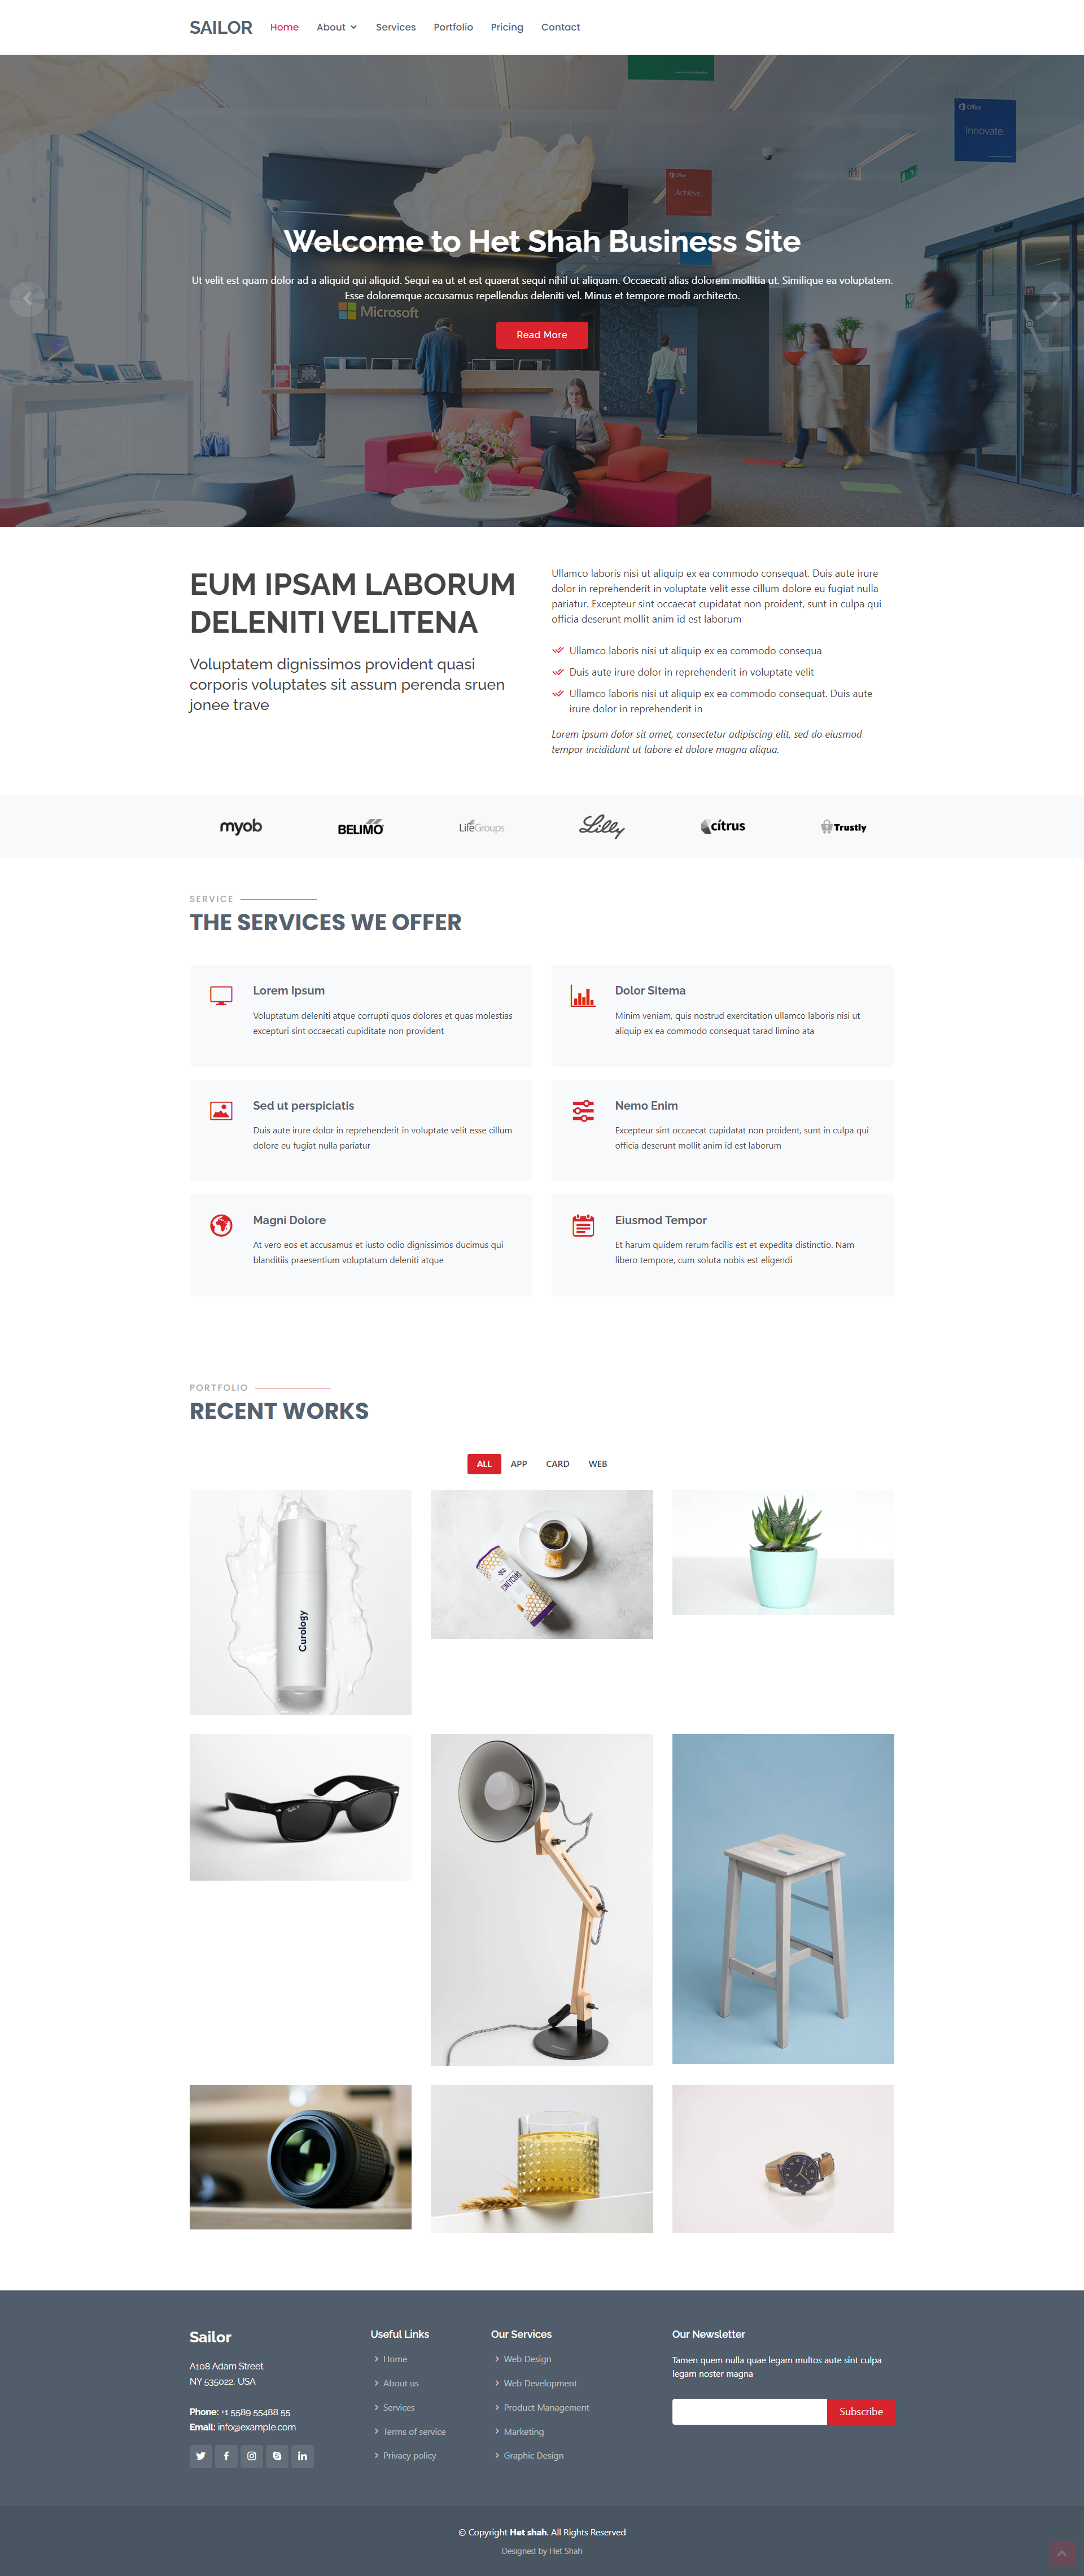 SAILOR
Home
About
Services
Portfolio
Pricing
Contact
Office
Innovate.
Office
Achieve.
Welcome to Het Shah Business Site
Ut velit est quam dolor ad a aliquid qui aliquid. Sequi ea ut et est quaerat sequi nihil ut aliquam. Occaecati alias dolorem mollitia ut. Similique ea voluptatem.
Esse doloremque accusamus repellendus deleniti vel. Minus et tempore modi architecto.
Microsoft
Read More
EUM IPSAM LABORUM
DELENITI VELITENA
Voluptatem dignissimos provident quasi
corporis voluptates sit assum perenda sruen
jonee trave
Ullamco laboris nisi ut aliquip ex ea commodo consequat. Duis aute irure
dolor in reprehenderit in voluptate velit esse cillum dolore eu fugiat nulla
pariatur. Excepteur sint occaecat cupidatat non proident, sunt in culpa qui
officia deserunt mollit anim id est laborum
Ullamco laboris nisi ut aliquip ex ea commodo consequa
Duis aute irure dolor in reprehenderit in voluptate velit
Ullamco laboris nisi ut aliquip ex ea commodo consequat. Duis aute
irure dolor in reprehenderit in
Lorem ipsum dolor sit amet, consectetur adipiscing elit, sed do eiusmod
tempor incididunt ut labore et dolore magna aliqua.
myob
BELIMO
LifeGroups
Lilly
citrus
Trustly
SERVICE
THE SERVICES WE OFFER
Lorem Ipsum
Voluptatum deleniti atque corrupti quos dolores et quas molestias
excepturi sint occaecati cupiditate non provident
Dolor Sitema
Minim veniam, quis nostrud exercitation ullamco laboris nisi ut
aliquip ex ea commodo consequat tarad limino ata
Sed ut perspiciatis
Duis aute irure dolor in reprehenderit in voluptate velit esse cillum
dolore eu fugiat nulla pariatur
Nemo Enim
Excepteur sint occaecat cupidatat non proident, sunt in culpa qui
officia deserunt mollit anim id est laborum
Magni Dolore
At vero eos et accusamus et iusto odio dignissimos ducimus qui
blanditiis praesentium voluptatum deleniti atque
Eiusmod Tempor
Et harum quidem rerum facilis est et expedita distinctio. Nam
libero tempore, cum soluta nobis est eligendi
PORTFOLIO
RECENT WORKS
ALL
APP
CARD
WEB
Curology
HONEYCOMB
Ray-Ban
Sailor
A108 Adam Street
NY 535022, USA
Phone: +1 5589 55488 55
Email: info@example.com
Useful Links
Home
About us
Services
Terms of service
Privacy policy
Our Services
Web Design
Web Development
Product Management
Marketing
Graphic Design
Our Newsletter
Tamen quem nulla quae legam multos aute sint culpa
legam noster magna
Subscribe
© Copyright Het shah. All Rights Reserved
Designed by Het Shah